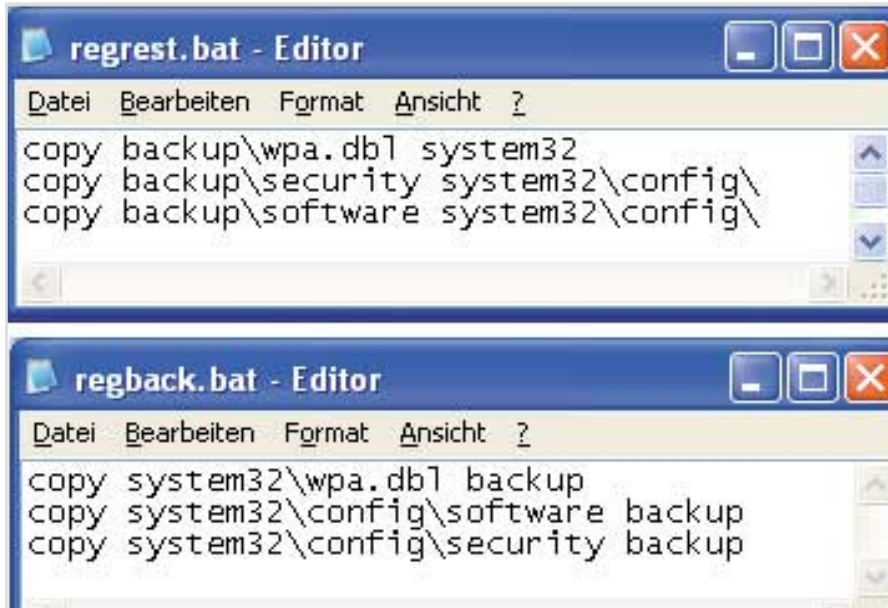 regrest.bat - Editor
Datei Bearbeiten Format Ansicht ?
copy backup\wpa.dbl system32
copy backup\security system32\config\
copy backup\software system32\config\
regback.bat - Editor
Datei Bearbeiten Format Ansicht ?
copy system32\wpa.dbl backup
copy system32\config\software backup
copy system32\config\security backup